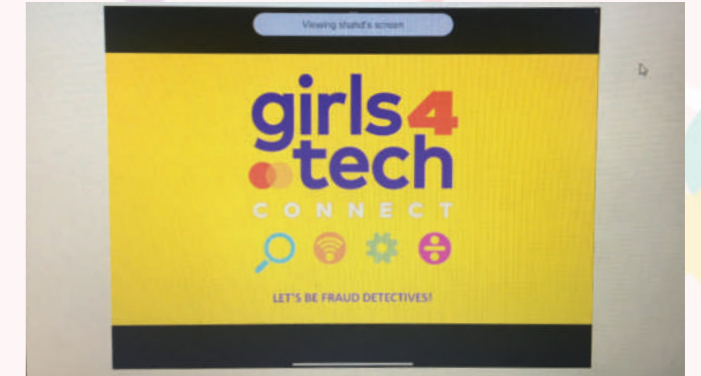 Viewing shahd's screen
girls4
tech
CONNECT
LET'S BE FRAUD DETECTIVES!